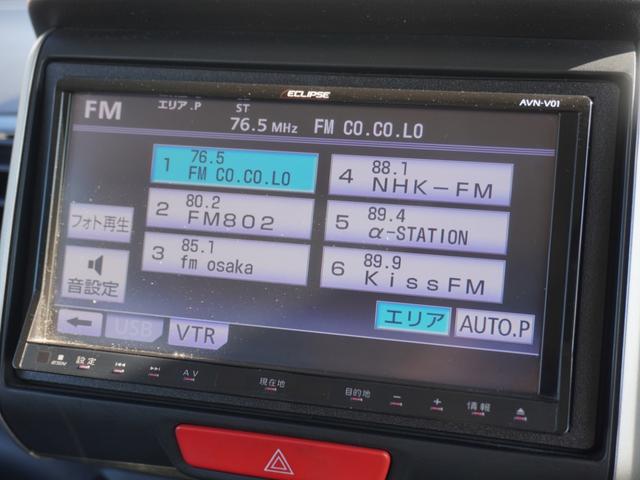 ECLIPSE
AVN-V01
FM
エリア.P
ST
76.5 MHz FM CO.CO.LO
1 76.5 FM CO.CO.LO
2 80.2 FM802
3 85.1 fm osaka
4 88.1 NHK-FM
5 89.4 α-STATION
6 89.9 KissFM
フォト再生
音設定
エリア
AUTO.P
USB
VTR
設定
AV
現在地
目的地
－
＋
情報